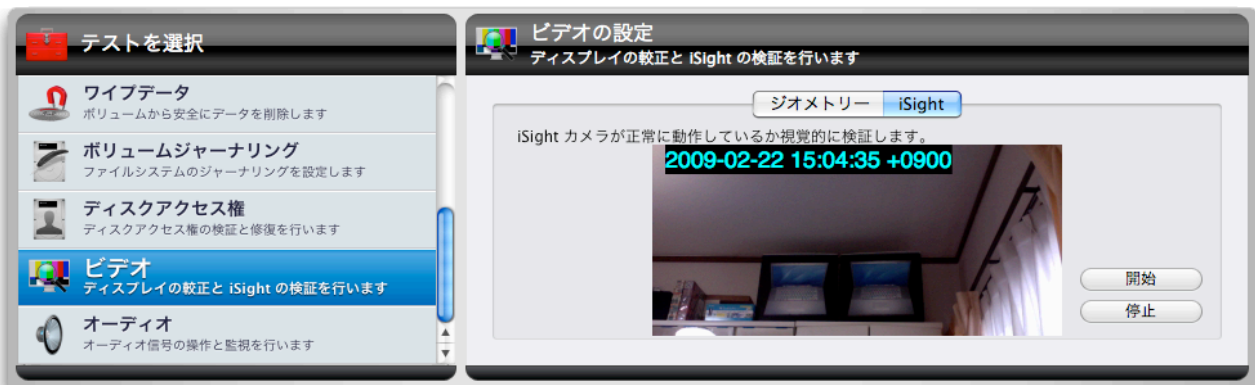 テストを選択
ワイプデータ
ボリュームから安全にデータを削除します
ボリュームジャーナリング
ファイルシステムのジャーナリングを設定します
ディスクアクセス権
ディスクアクセス権の検証と修復を行います
ビデオ
ディスプレイの較正と iSight の検証を行います
オーディオ
オーディオ信号の操作と監視を行います
ビデオの設定
ディスプレイの較正と iSight の検証を行います
ジオメトリー iSight
iSight カメラが正常に動作しているか視覚的に検証します。
2009-02-22 15:04:35 +0900
開始
停止